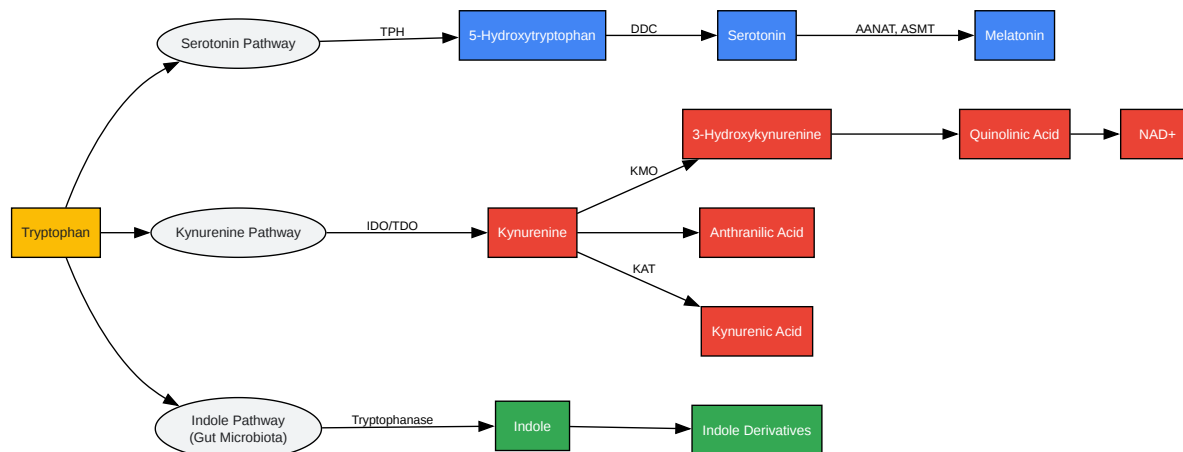 Serotonin Pathway
TPH
5-Hydroxytryptophan
DDC
Serotonin
AANAT, ASMT
Melatonin
3-Hydroxykynurenine
Quinolinic Acid
NAD+
KMO
Tryptophan
Kynurenine Pathway
IDO/TDO
Kynurenine
Anthranilic Acid
KAT
Kynurenic Acid
Indole Pathway
(Gut Microbiota)
Tryptophanase
Indole
Indole Derivatives